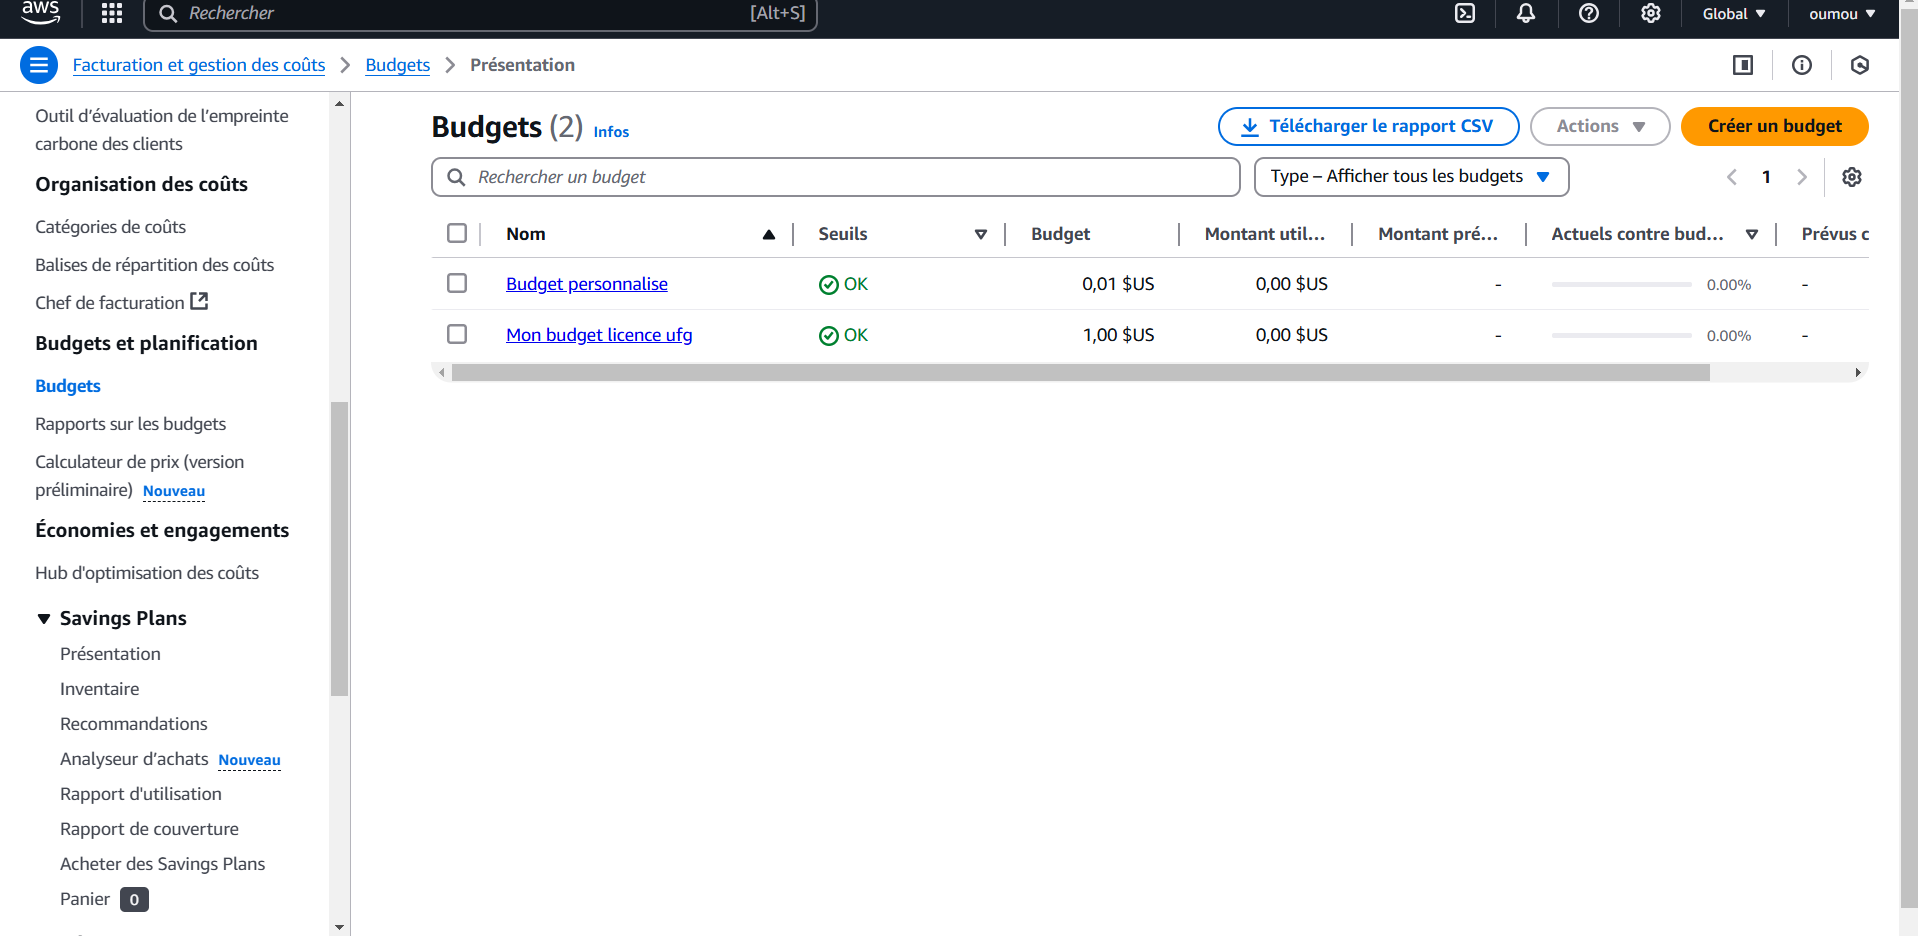 aws
Rechercher
[Alt+S]
Global
oumou
Facturation et gestion des coûts
Budgets
Présentation
Outil d’évaluation de l’empreinte
carbone des clients
Organisation des coûts
Catégories de coûts
Balises de répartition des coûts
Chef de facturation
Budgets et planification
Budgets
Rapports sur les budgets
Calculateur de prix (version
préliminaire) Nouveau
Économies et engagements
Hub d'optimisation des coûts
Savings Plans
Présentation
Inventaire
Recommandations
Analyseur d’achats Nouveau
Rapport d'utilisation
Rapport de couverture
Acheter des Savings Plans
Panier 0
Budgets (2) Infos
Télécharger le rapport CSV
Actions
Créer un budget
Rechercher un budget
Type – Afficher tous les budgets
1
Nom Seuils Budget Montant util... Montant pré... Actuels contre bud... Prévus c
Budget personnalise OK 0,01 $US 0,00 $US - 0.00% -
Mon budget licence ufg OK 1,00 $US 0,00 $US - 0.00% -